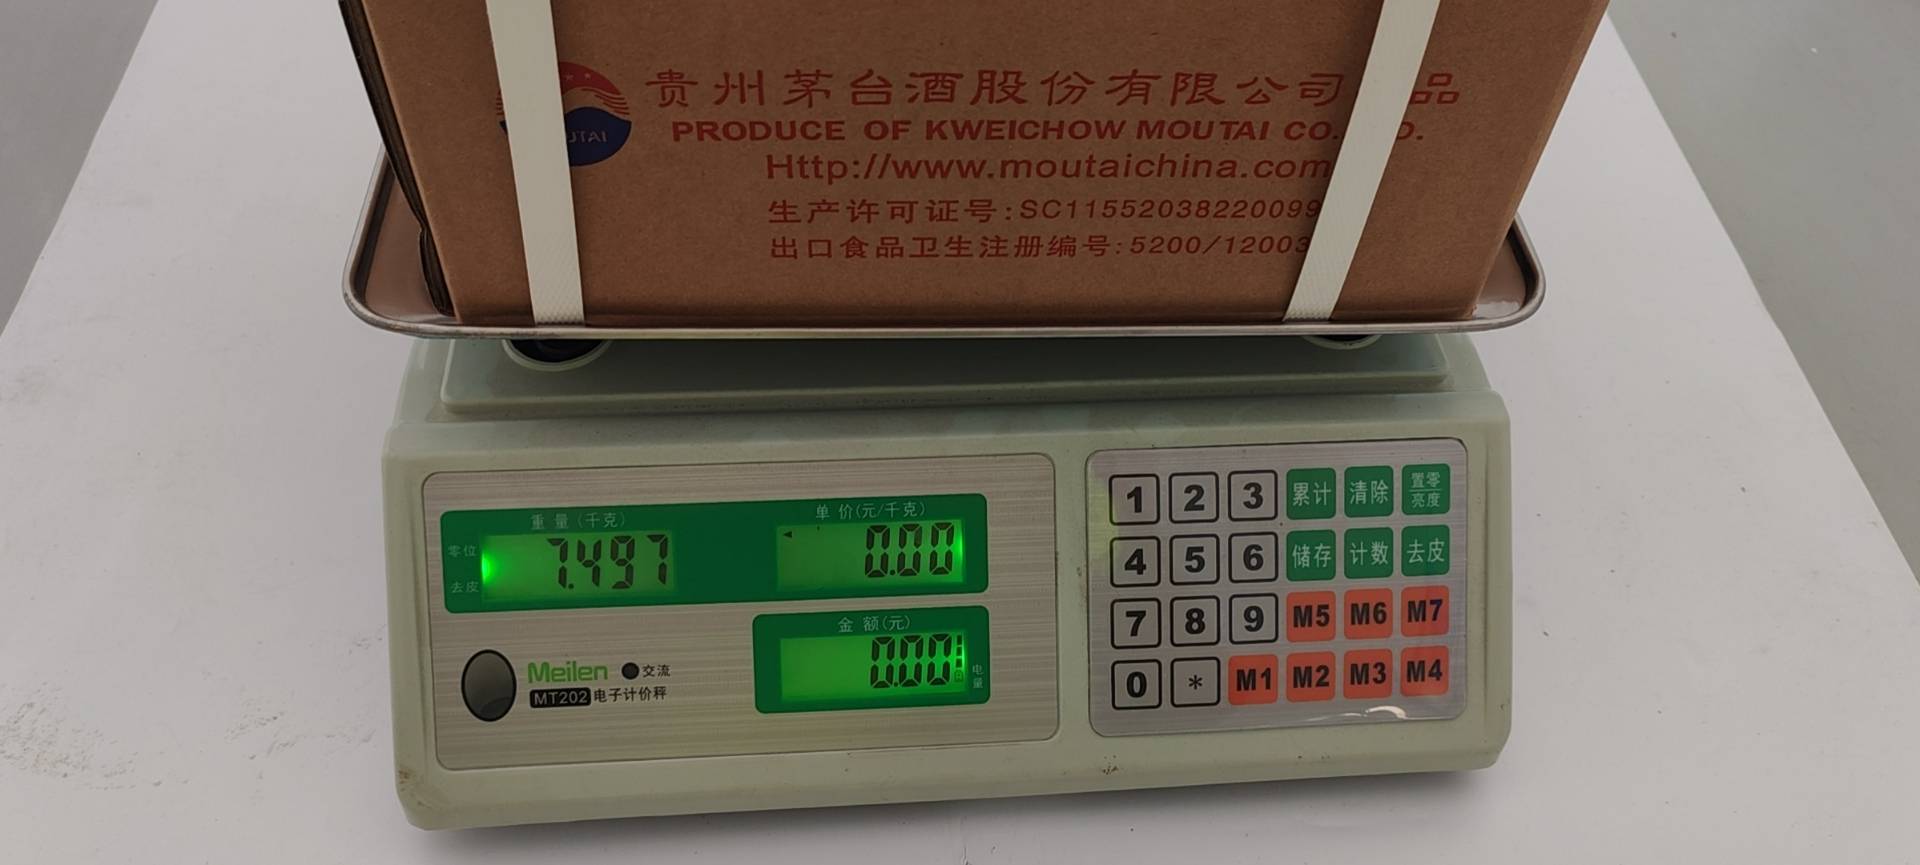 贵州茅台酒股份有限公司 品
UTAI
PRODUCE OF KWEICHOW MOUTAI CO. D.
Http://www.moutaichina.com
生产许可证号:SC11552038220099
出口食品卫生注册编号:5200/12003
重量(千克)
单价(元/千克)
零位
去皮
7.497
0.00
金额(元)
0.00
电量
Meilen 交流
MT202 电子计价秤
1 2 3 累计 清除 置零 亮度
4 5 6 储存 计数 去皮
7 8 9 M5 M6 M7
0 * M1 M2 M3 M4